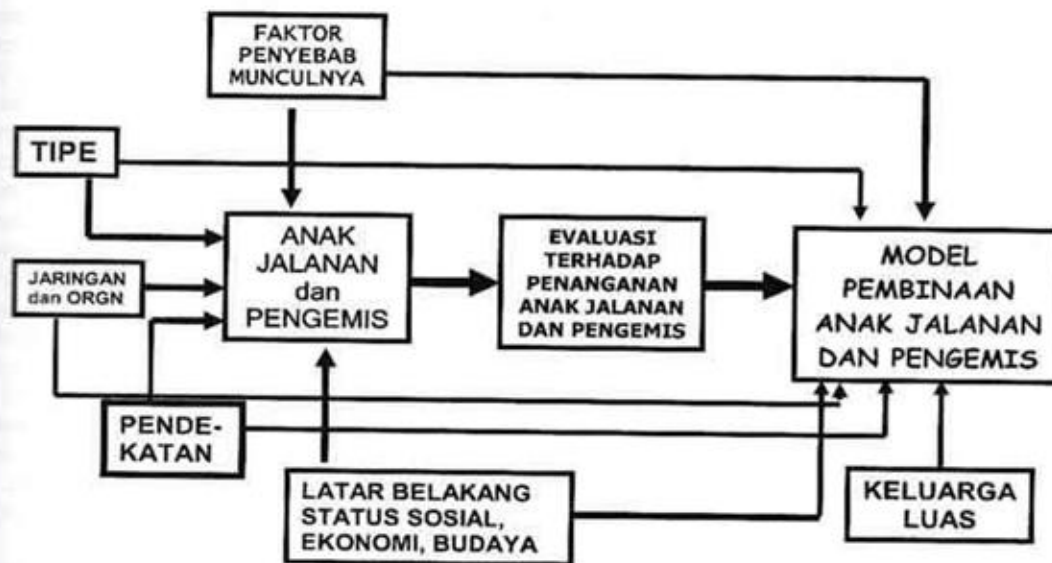 FAKTOR
PENYEBAB
MUNCULNYA
TIPE
ANAK
JALANAN
dan
PENGEMIS
EVALUASI
TERHADAP
PENANGANAN
ANAK JALANAN
DAN PENGEMIS
MODEL
PEMBINAAN
ANAK JALANAN
DAN PENGEMIS
JARINGAN
dan ORGN
PENDE-
KATAN
LATAR BELAKANG
STATUS SOSIAL,
EKONOMI, BUDAYA
KELUARGA
LUAS